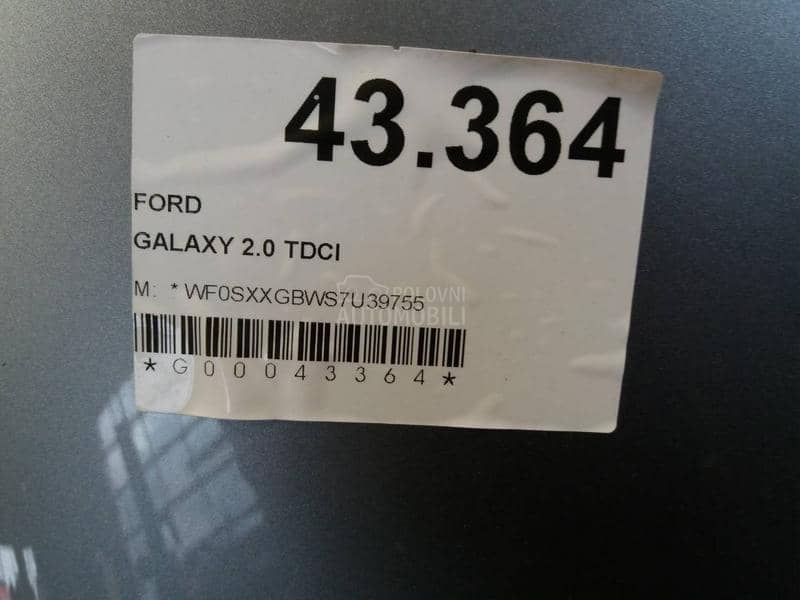 43.364
FORD
GALAXY 2.0 TDCI
M: *WF0SXXGBWS7U39755
POLOVNI
AUTOMOBILI
*G00043364*